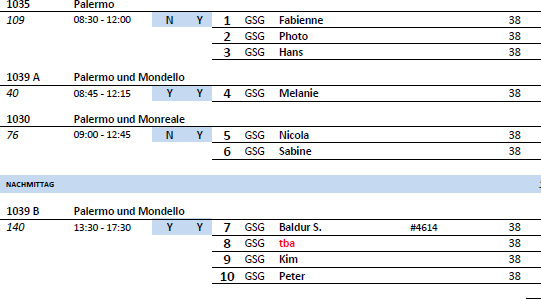 1035 Palermo
109 08:30 - 12:00 N Y 1 GSG Fabienne 38
2 GSG Photo 38
3 GSG Hans 38
1039 A Palermo und Mondello
40 08:45 - 12:15 Y Y 4 GSG Melanie 38
1030 Palermo und Monreale
76 09:00 - 12:45 N Y 5 GSG Nicola 38
6 GSG Sabine 38
NACHMITTAG
1039 B Palermo und Mondello
140 13:30 - 17:30 Y Y 7 GSG Baldur S. #4614 38
8 GSG tba 38
9 GSG Kim 38
10 GSG Peter 38